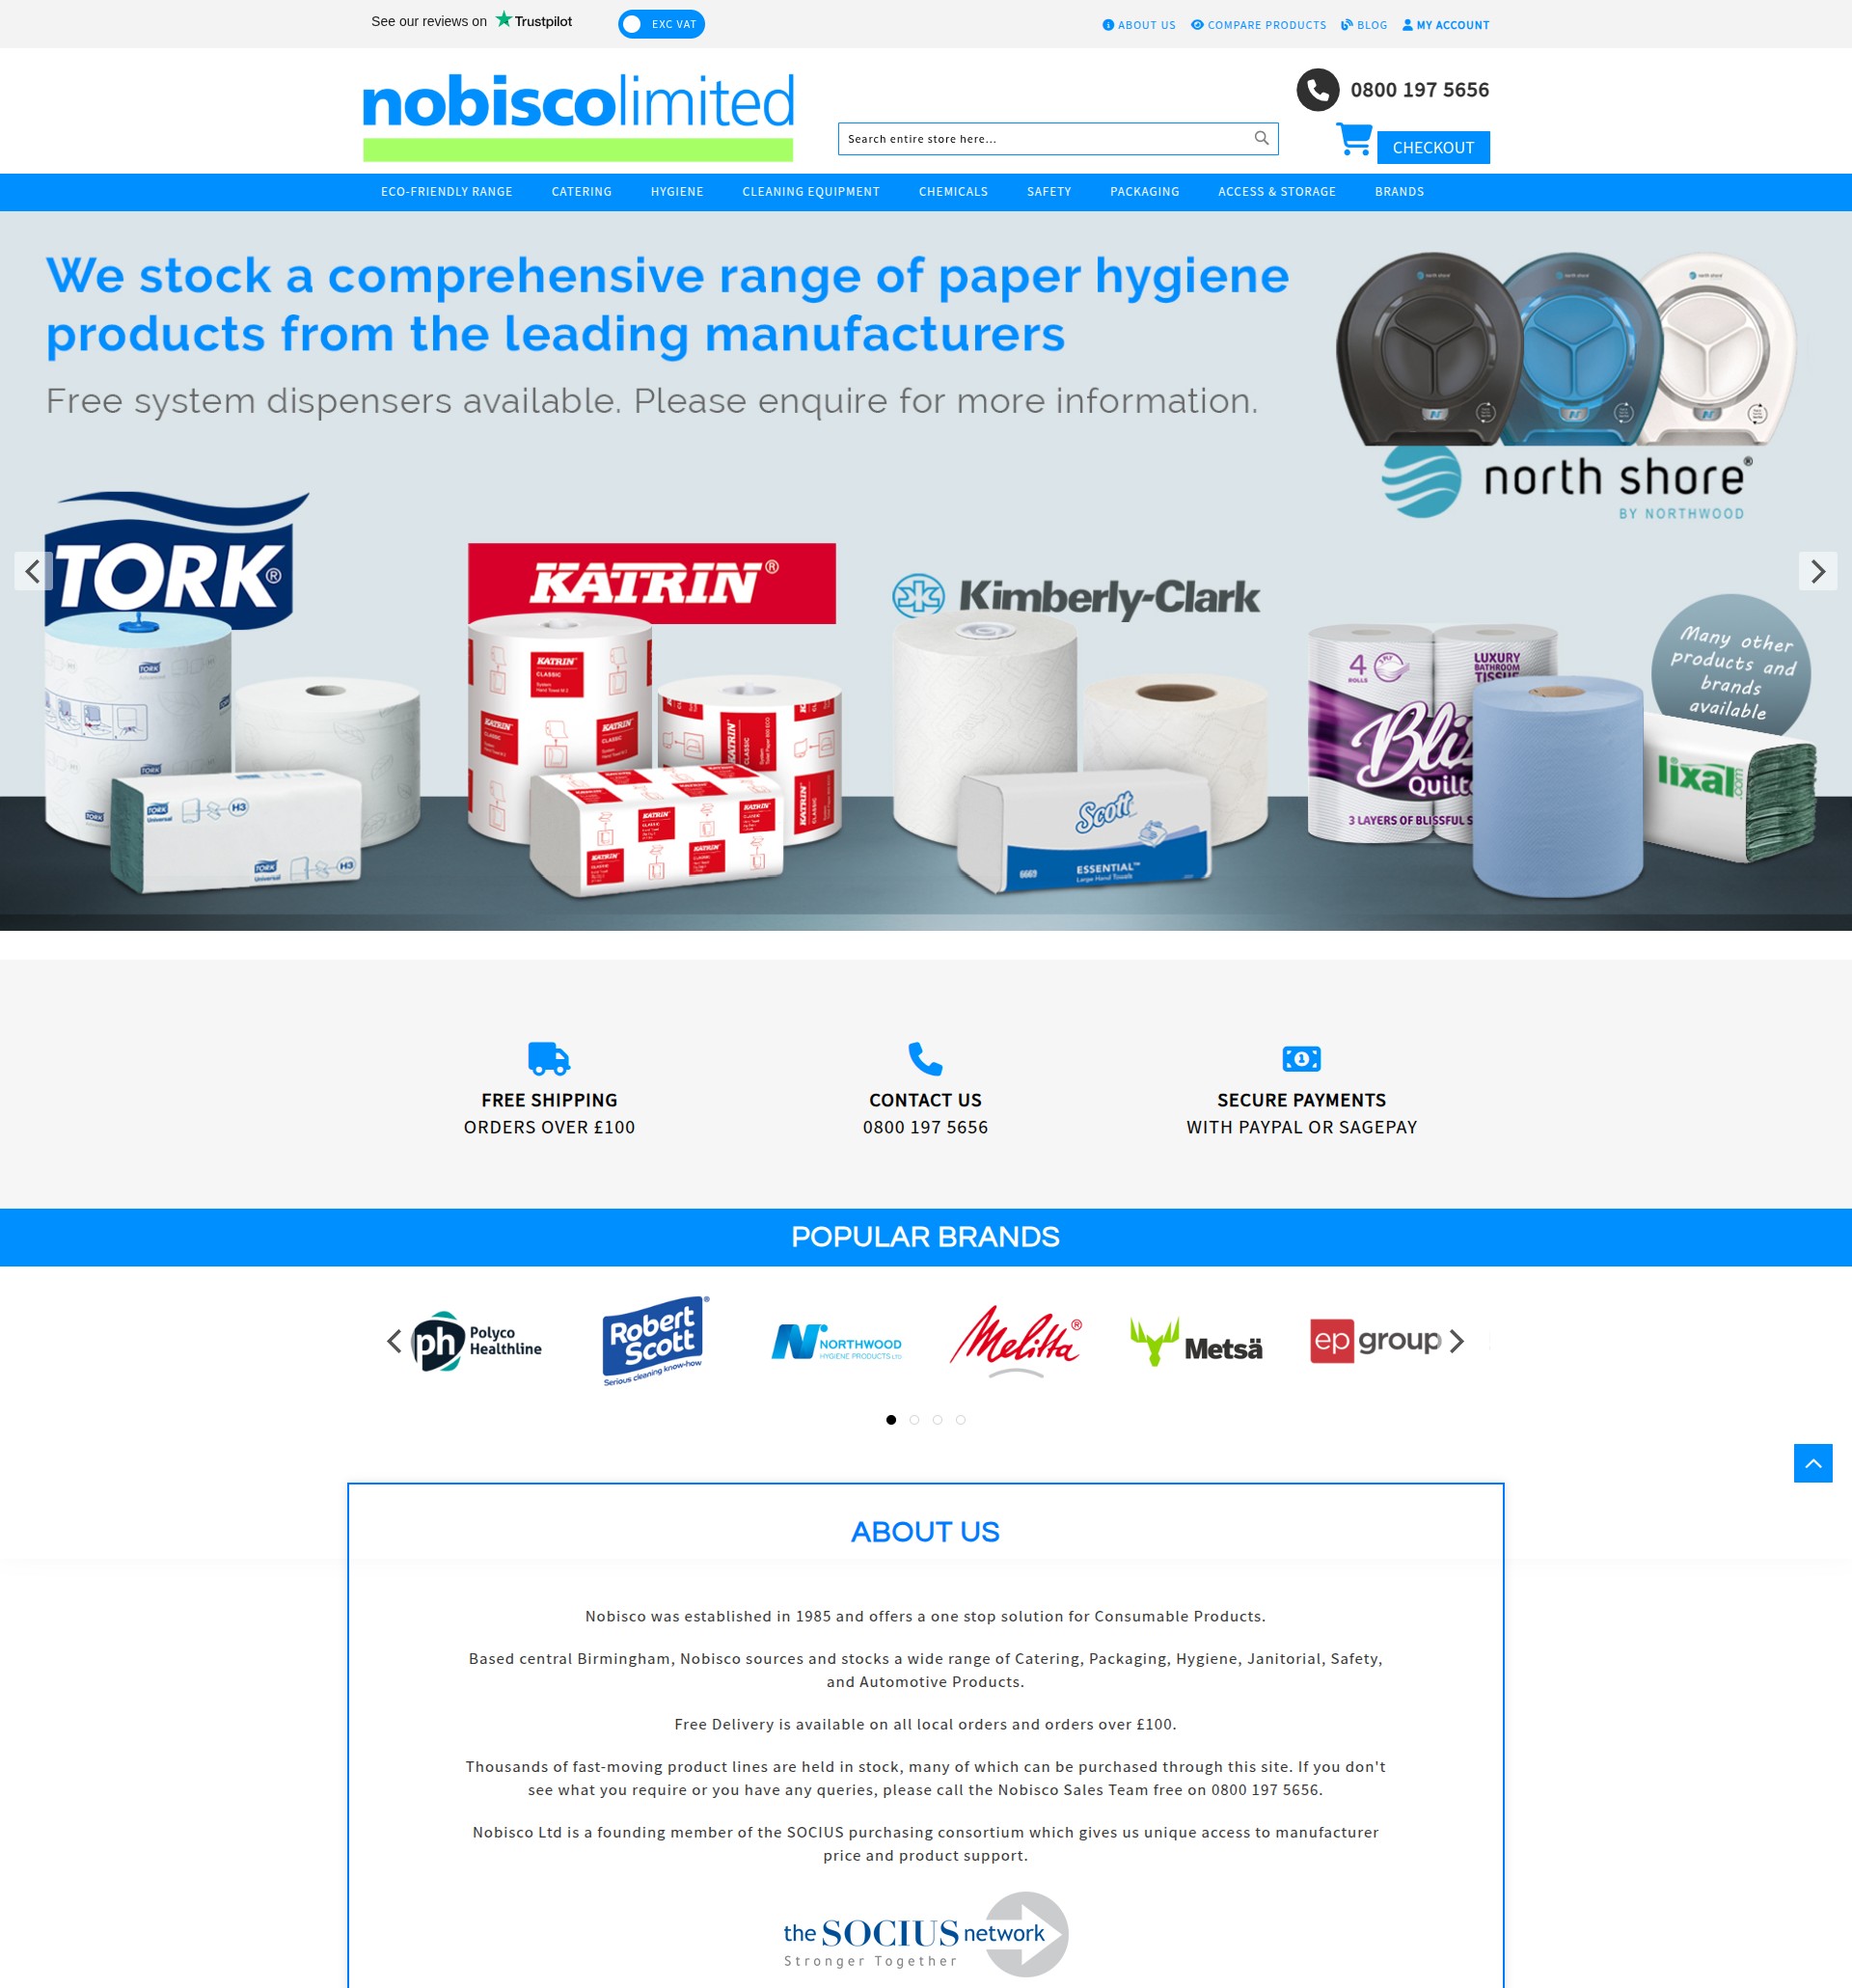 See our reviews on Trustpilot
EXC VAT
ABOUT US COMPARE PRODUCTS BLOG MY ACCOUNT
nobiscolimited
0800 197 5656
Search entire store here...
CHECKOUT
ECO-FRIENDLY RANGE CATERING HYGIENE CLEANING EQUIPMENT CHEMICALS SAFETY PACKAGING ACCESS & STORAGE BRANDS
We stock a comprehensive range of paper hygiene
products from the leading manufacturers
Free system dispensers available. Please enquire for more information.
north shore®
BY NORTHWOOD
TORK®
KATRIN®
Kimberly-Clark
Many other
products and
brands
available
4
ROLLS
LUXURY
BATHROOM
TISSUE
Quilt
3 LAYERS OF BLISSFUL S
lixal.com
KATRIN
CLASSIC
TORK
Universal
H3
Scott
6669
ESSENTIAL™
Large Hand Towels
FREE SHIPPING
ORDERS OVER £100
CONTACT US
0800 197 5656
SECURE PAYMENTS
WITH PAYPAL OR SAGEPAY
POPULAR BRANDS
ph Polyco
Healthline
Robert
Scott®
Serious cleaning know-how
N NORTHWOOD
HYGIENE PRODUCTS LTD
Melitta®
Metsä
ep group
ABOUT US
Nobisco was established in 1985 and offers a one stop solution for Consumable Products.
Based central Birmingham, Nobisco sources and stocks a wide range of Catering, Packaging, Hygiene, Janitorial, Safety,
and Automotive Products.
Free Delivery is available on all local orders and orders over £100.
Thousands of fast-moving product lines are held in stock, many of which can be purchased through this site. If you don't
see what you require or you have any queries, please call the Nobisco Sales Team free on 0800 197 5656.
Nobisco Ltd is a founding member of the SOCIUS purchasing consortium which gives us unique access to manufacturer
price and product support.
the SOCIUS network
Stronger Together